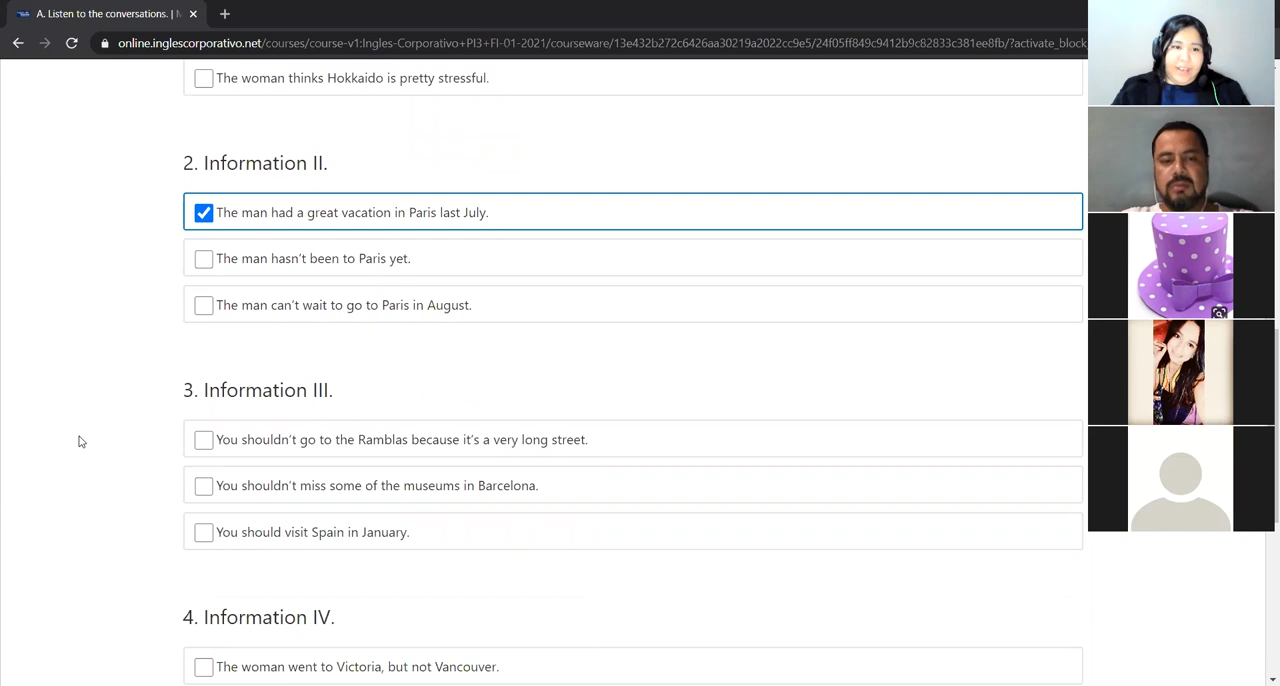 A. Listen to the conversations. |
online.inglescorporativo.net/courses/course-v1:Ingles-Corporativo+PI3+FI-01-2021/courseware/13e432b272c6426aa30219a2022cc9e5/24f05ff849c9412b9c82833c381ee8fb/?activate_block
The woman thinks Hokkaido is pretty stressful.
2. Information II.
The man had a great vacation in Paris last July.
The man hasn't been to Paris yet.
The man can't wait to go to Paris in August.
3. Information III.
You shouldn't go to the Ramblas because it's a very long street.
You shouldn't miss some of the museums in Barcelona.
You should visit Spain in January.
4. Information IV.
The woman went to Victoria, but not Vancouver.